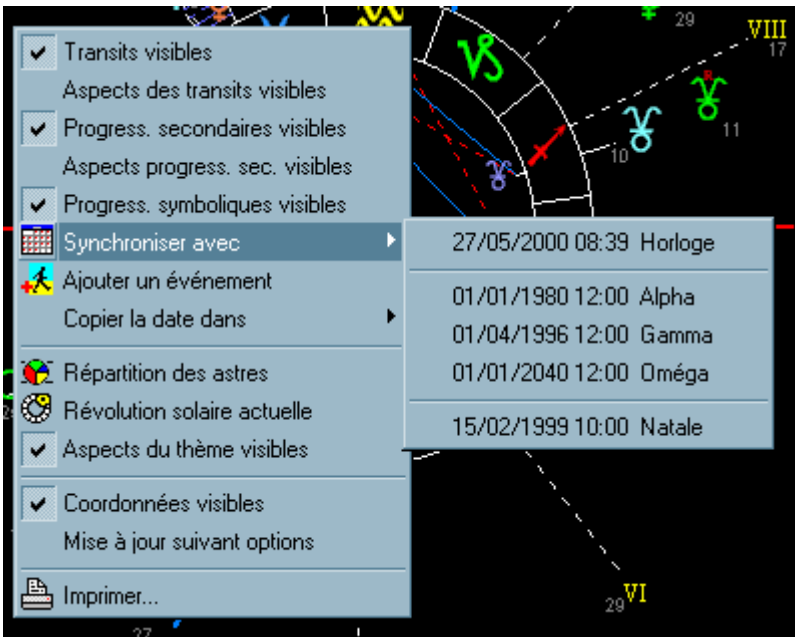 29
VIII
17
Transits visibles
Aspects des transits visibles
R
11
Progress. secondaires visibles
10
Aspects progress. sec. visibles
Progress. symboliques visibles
Synchroniser avec
27/05/2000 08:39 Horloge
Ajouter un événement
01/01/1980 12:00 Alpha
Copier la date dans
01/04/1996 12:00 Gamma
Répartition des astres
01/01/2040 12:00 Oméga
Révolution solaire actuelle
15/02/1999 10:00 Natale
Aspects du thème visibles
Coordonnées visibles
Mise à jour suivant options
Imprimer...
29
VI
27